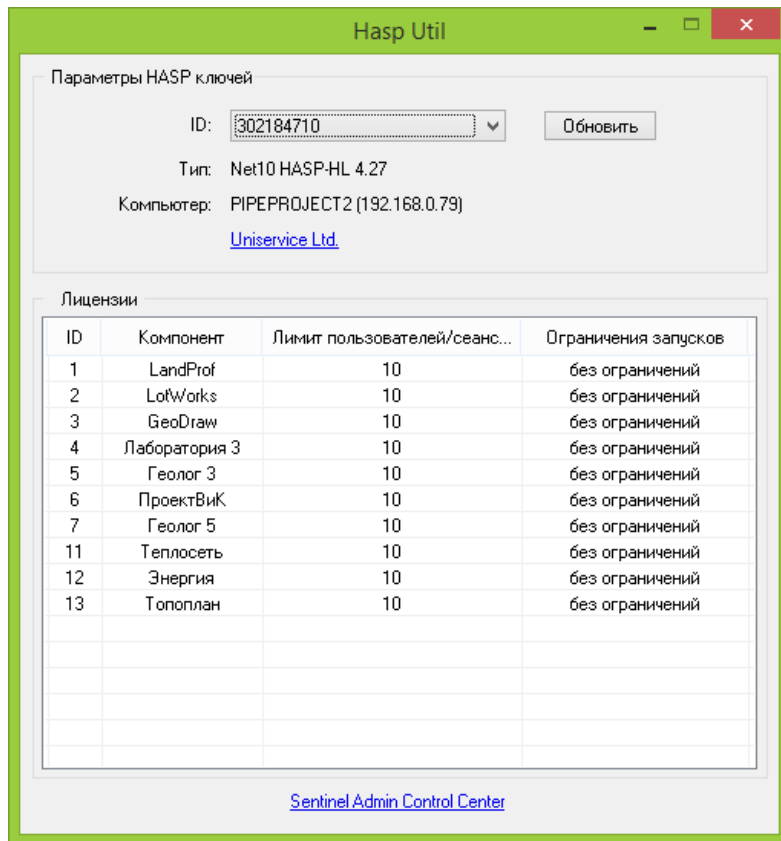 Hasp Util
Параметры HASP ключей
ID: 302184710 Обновить
Тип: Net10 HASP-HL 4.27
Компьютер: PIPEPROJECT2 (192.168.0.79)
Uniservice Ltd.
Лицензии
ID Компонент Лимит пользователей/сеанс... Ограничения запусков
1 LandProf 10 без ограничений
2 LotWorks 10 без ограничений
3 GeoDraw 10 без ограничений
4 Лаборатория 3 10 без ограничений
5 Геолог 3 10 без ограничений
6 ПроектВиК 10 без ограничений
7 Геолог 5 10 без ограничений
11 Теплосеть 10 без ограничений
12 Энергия 10 без ограничений
13 Топоплан 10 без ограничений
Sentinel Admin Control Center